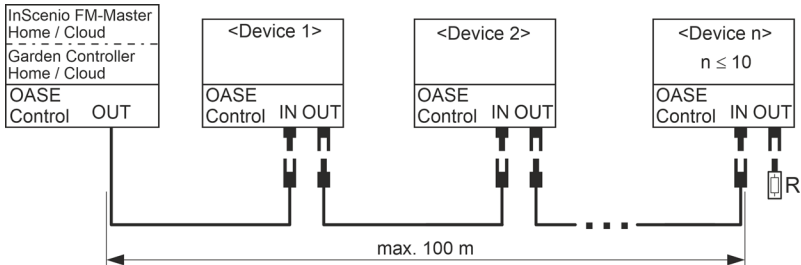 InScenio FM-Master
Home / Cloud
Garden Controller
Home / Cloud
OASE
Control OUT
<Device 1>
OASE
Control IN OUT
<Device 2>
OASE
Control IN OUT
<Device n>
n ≤ 10
OASE
Control IN OUT
R
max. 100 m